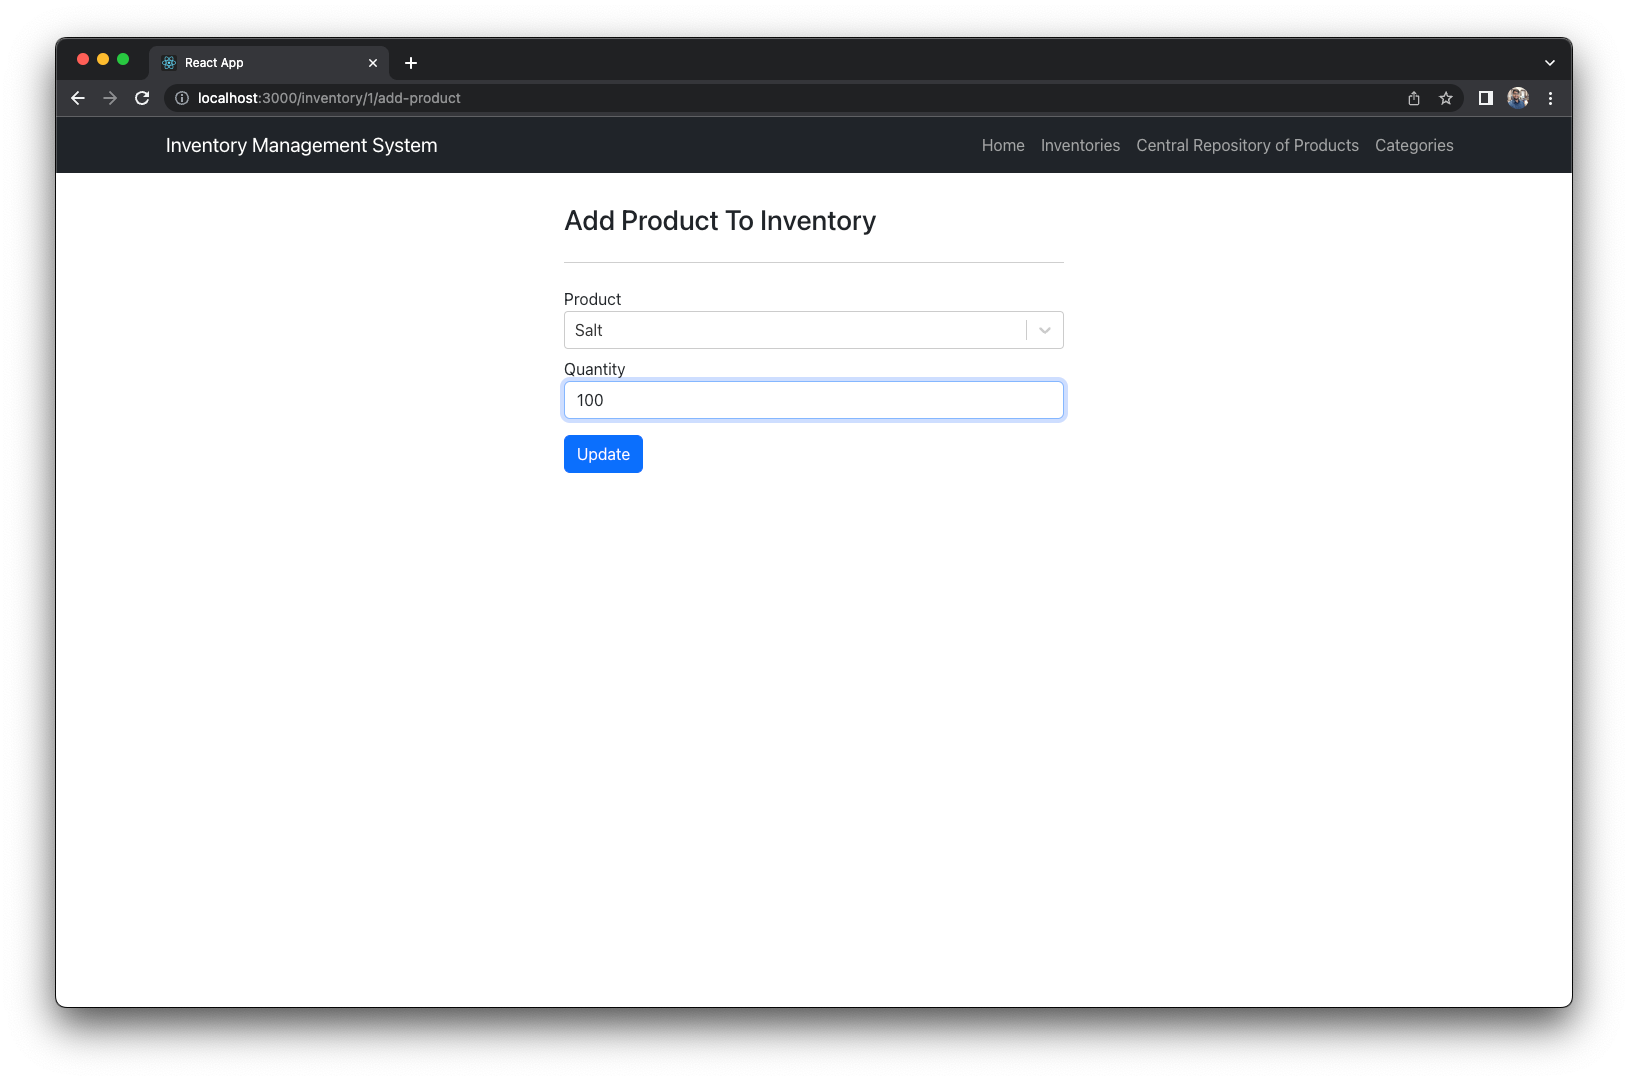 React App
localhost:3000/inventory/1/add-product
Inventory Management System
Home Inventories Central Repository of Products Categories
Add Product To Inventory
Product
Salt
Quantity
100
Update